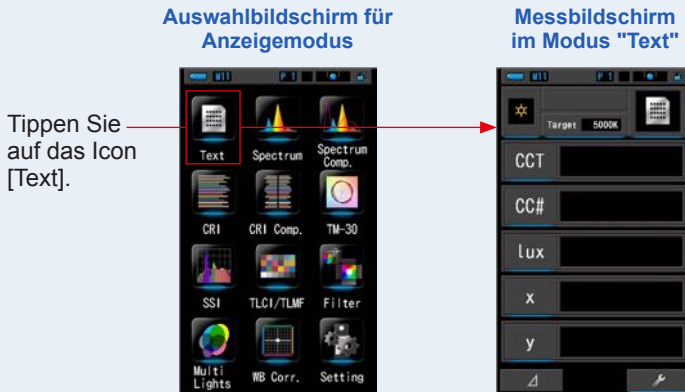 Auswahlbildschirm für
Anzeigemodus
Messbildschirm
im Modus "Text"
Tippen Sie
auf das Icon
[Text].
W11 P 1
Text Spectrum Spectrum
Comp.
CRI CRI Comp. TM-30
SSI TLCI/TLMF Filter
Multi
Lights WB Corr. Setting
W11 P 1
Target 5000K
CCT
CC#
lux
x
y